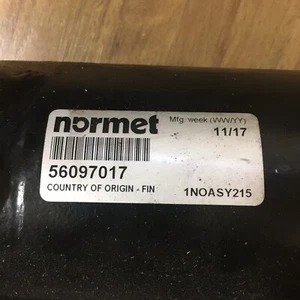 normet
Mfg. week (WW/YY)
11/17
56097017
COUNTRY OF ORIGIN - FIN
1NOASY215